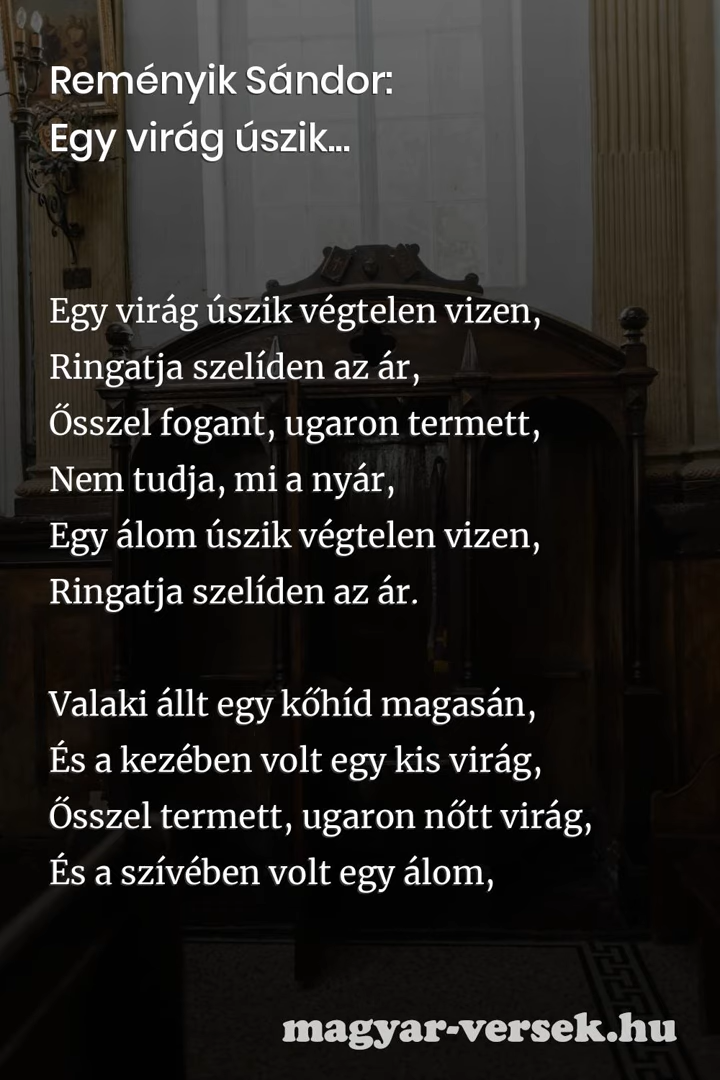 Reményik Sándor:
Egy virág úszik...
Egy virág úszik végtelen vizen,
Ringatja szelíden az ár,
Ősszel fogant, ugaron termett,
Nem tudja, mi a nyár,
Egy álom úszik végtelen vizen,
Ringatja szelíden az ár.
Valaki állt egy kőhíd magasán,
És a kezében volt egy kis virág,
Ősszel termett, ugaron nőtt virág,
És a szívében volt egy álom,
magyar-versek.hu